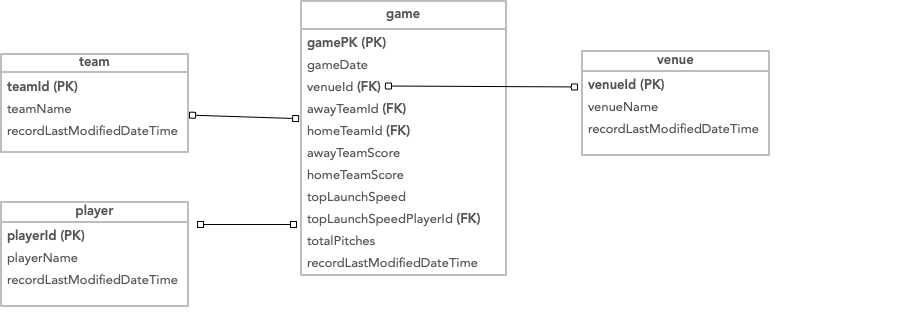 team
teamId (PK)
teamName
recordLastModifiedDateTime
player
playerId (PK)
playerName
recordLastModifiedDateTime
game
gamePK (PK)
gameDate
venueId (FK)
awayTeamId (FK)
homeTeamId (FK)
awayTeamScore
homeTeamScore
topLaunchSpeed
topLaunchSpeedPlayerId (FK)
totalPitches
recordLastModifiedDateTime
venue
venueId (PK)
venueName
recordLastModifiedDateTime